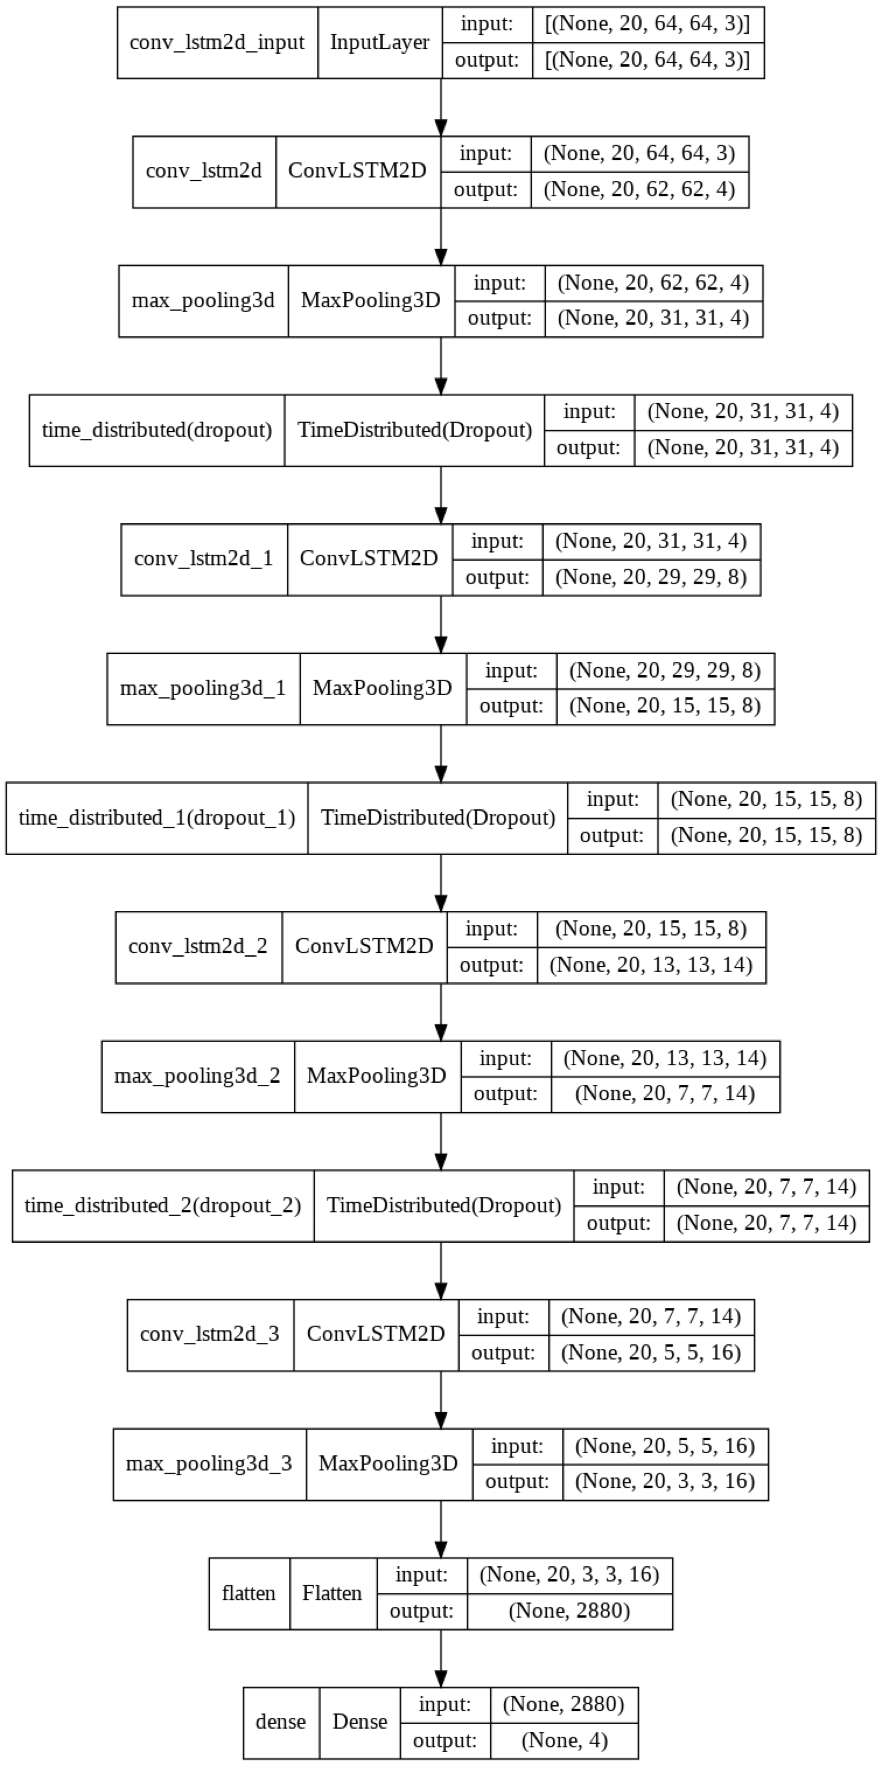 conv_lstm2d_input InputLayer input: [(None, 20, 64, 64, 3)]
output: [(None, 20, 64, 64, 3)]
conv_lstm2d ConvLSTM2D input: (None, 20, 64, 64, 3)
output: (None, 20, 62, 62, 4)
max_pooling3d MaxPooling3D input: (None, 20, 62, 62, 4)
output: (None, 20, 31, 31, 4)
time_distributed(dropout) TimeDistributed(Dropout) input: (None, 20, 31, 31, 4)
output: (None, 20, 31, 31, 4)
conv_lstm2d_1 ConvLSTM2D input: (None, 20, 31, 31, 4)
output: (None, 20, 29, 29, 8)
max_pooling3d_1 MaxPooling3D input: (None, 20, 29, 29, 8)
output: (None, 20, 15, 15, 8)
time_distributed_1(dropout_1) TimeDistributed(Dropout) input: (None, 20, 15, 15, 8)
output: (None, 20, 15, 15, 8)
conv_lstm2d_2 ConvLSTM2D input: (None, 20, 15, 15, 8)
output: (None, 20, 13, 13, 14)
max_pooling3d_2 MaxPooling3D input: (None, 20, 13, 13, 14)
output: (None, 20, 7, 7, 14)
time_distributed_2(dropout_2) TimeDistributed(Dropout) input: (None, 20, 7, 7, 14)
output: (None, 20, 7, 7, 14)
conv_lstm2d_3 ConvLSTM2D input: (None, 20, 7, 7, 14)
output: (None, 20, 5, 5, 16)
max_pooling3d_3 MaxPooling3D input: (None, 20, 5, 5, 16)
output: (None, 20, 3, 3, 16)
flatten Flatten input: (None, 20, 3, 3, 16)
output: (None, 2880)
dense Dense input: (None, 2880)
output: (None, 4)